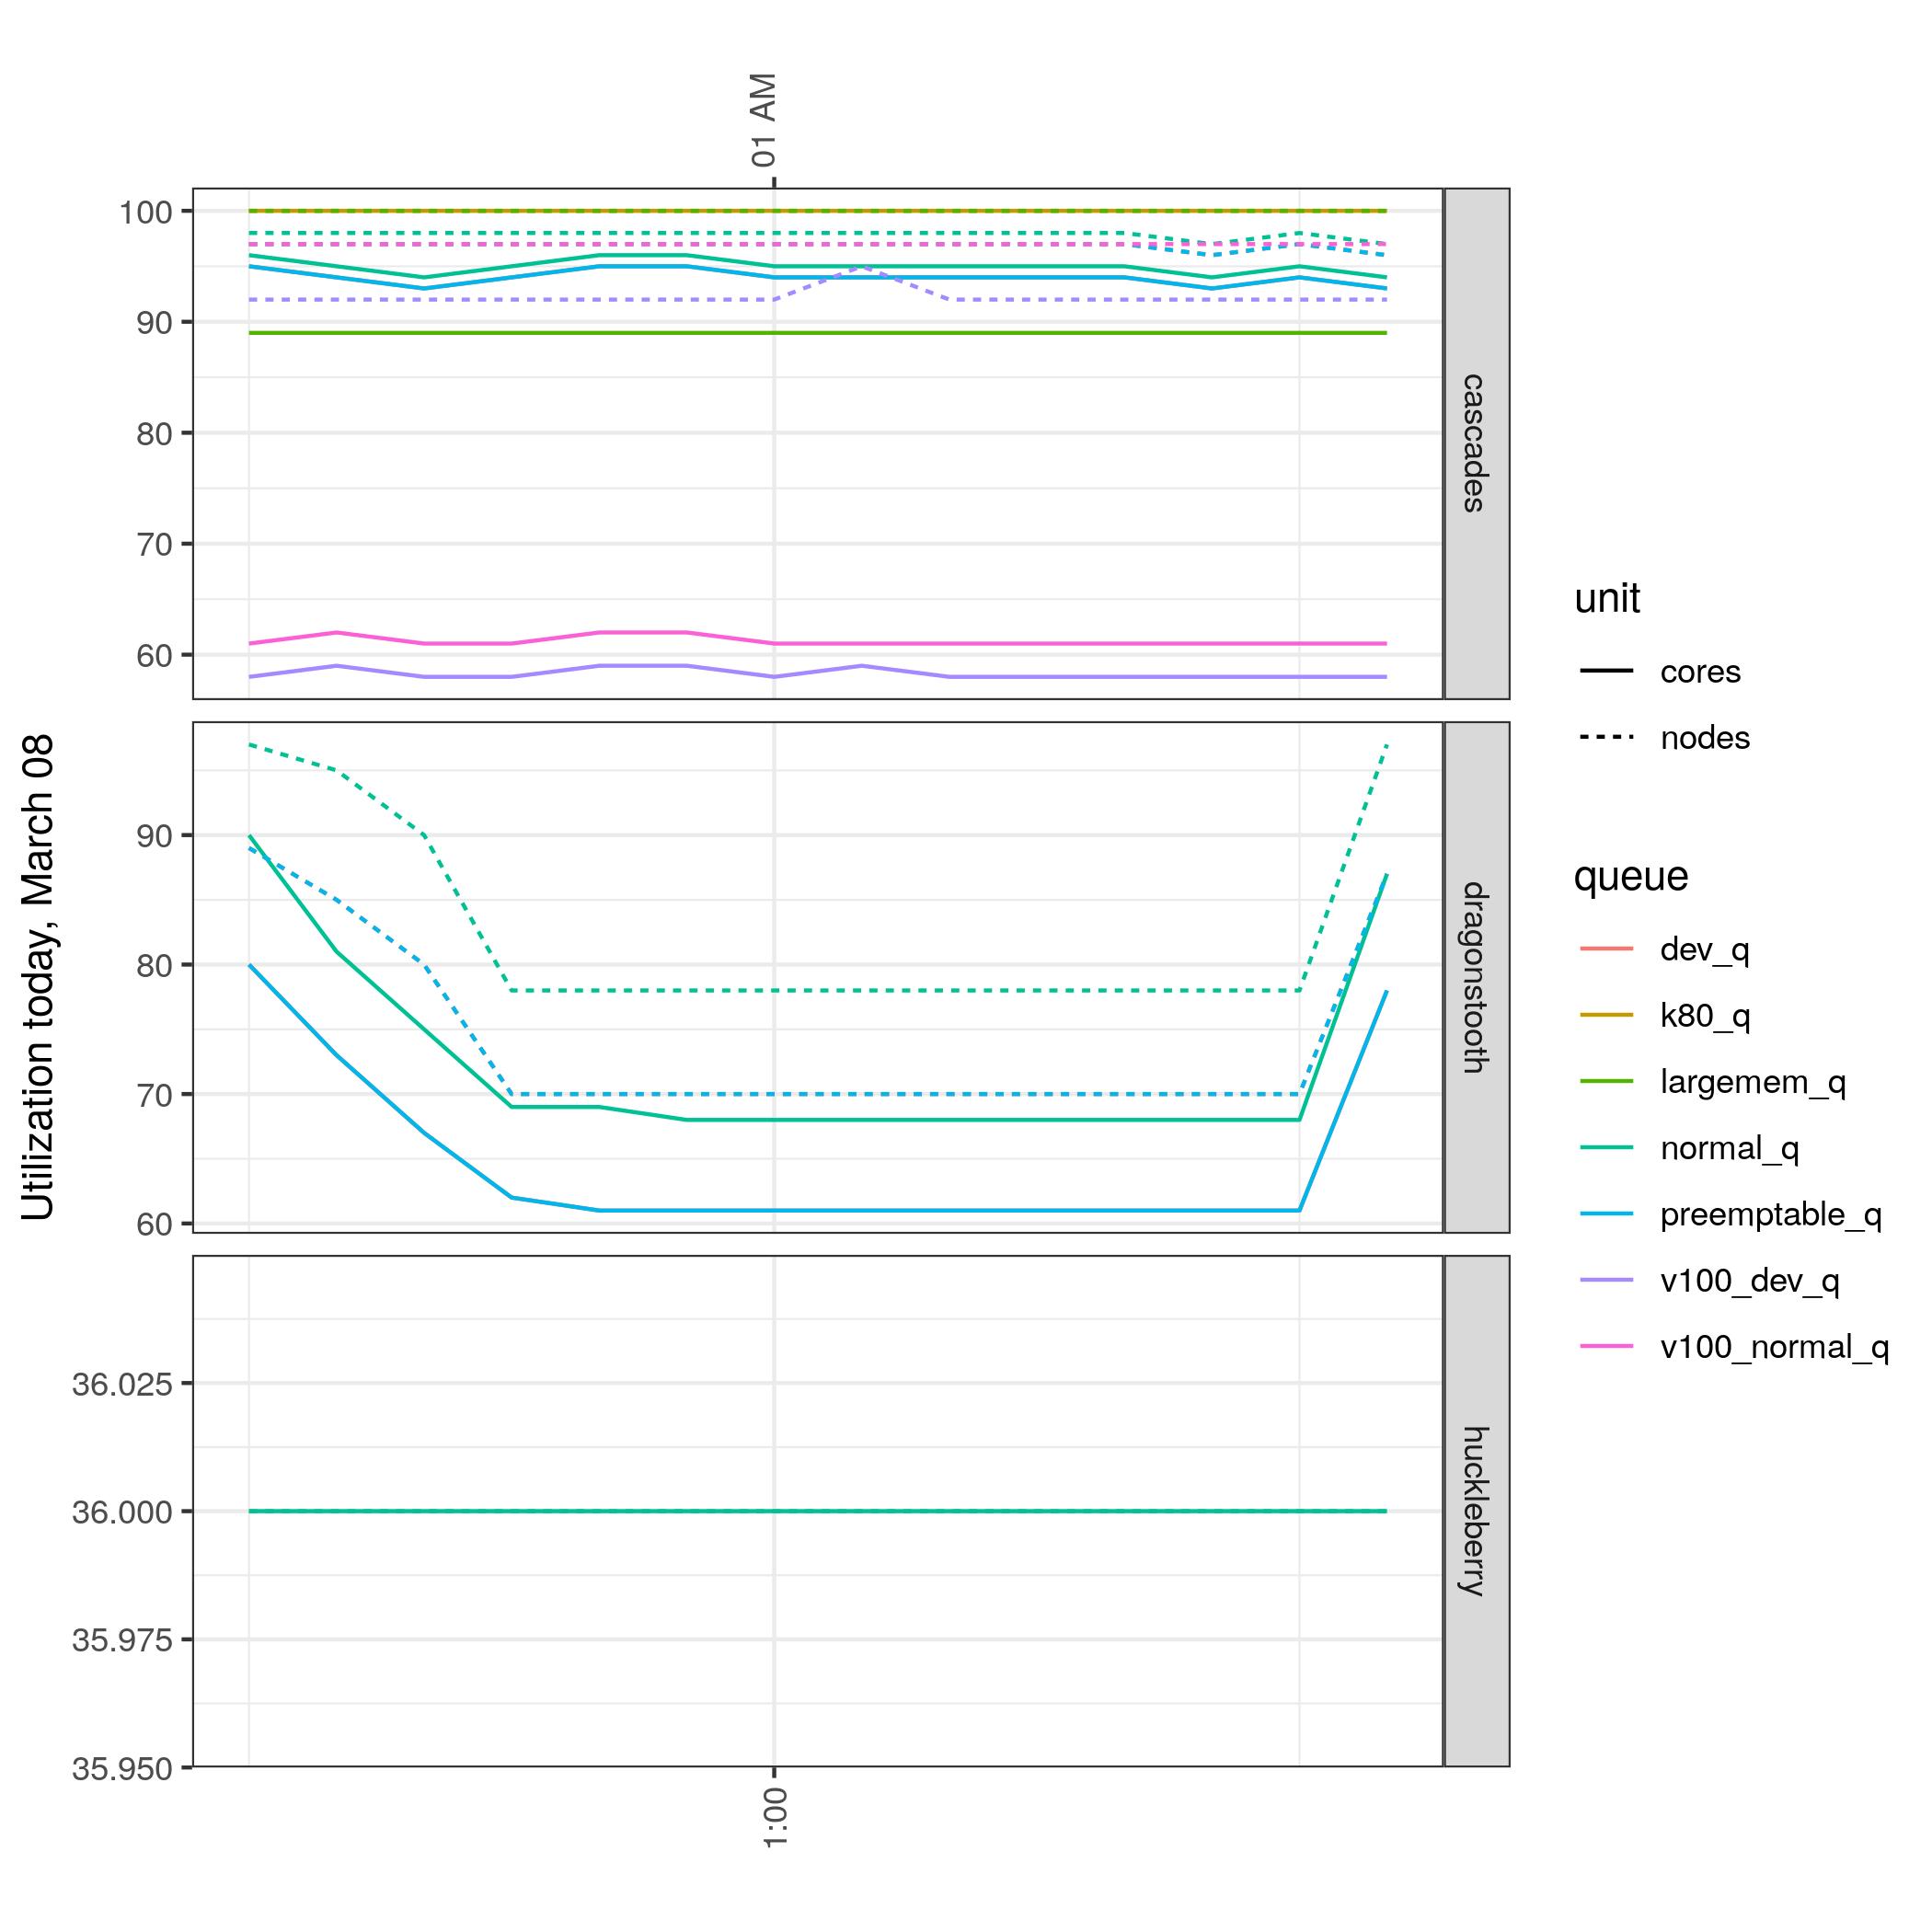 01 AM
Utilization today, March 08
100
90
80
70
60
cascades
90
80
70
60
dragonstooth
36.025
36.000
35.975
35.950
huckleberry
1:00
unit
cores
nodes
queue
dev_q
k80_q
largemem_q
normal_q
preemptable_q
v100_dev_q
v100_normal_q